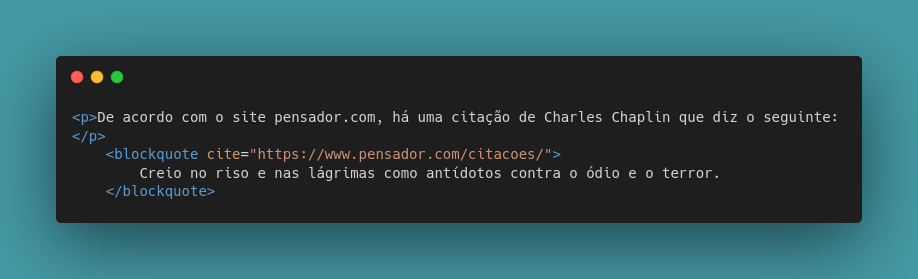 <p>De acordo com o site pensador.com, há uma citação de Charles Chaplin que diz o seguinte:
</p>
    <blockquote cite="https://www.pensador.com/citacoes/">
        Creio no riso e nas lágrimas como antídotos contra o ódio e o terror.
    </blockquote>